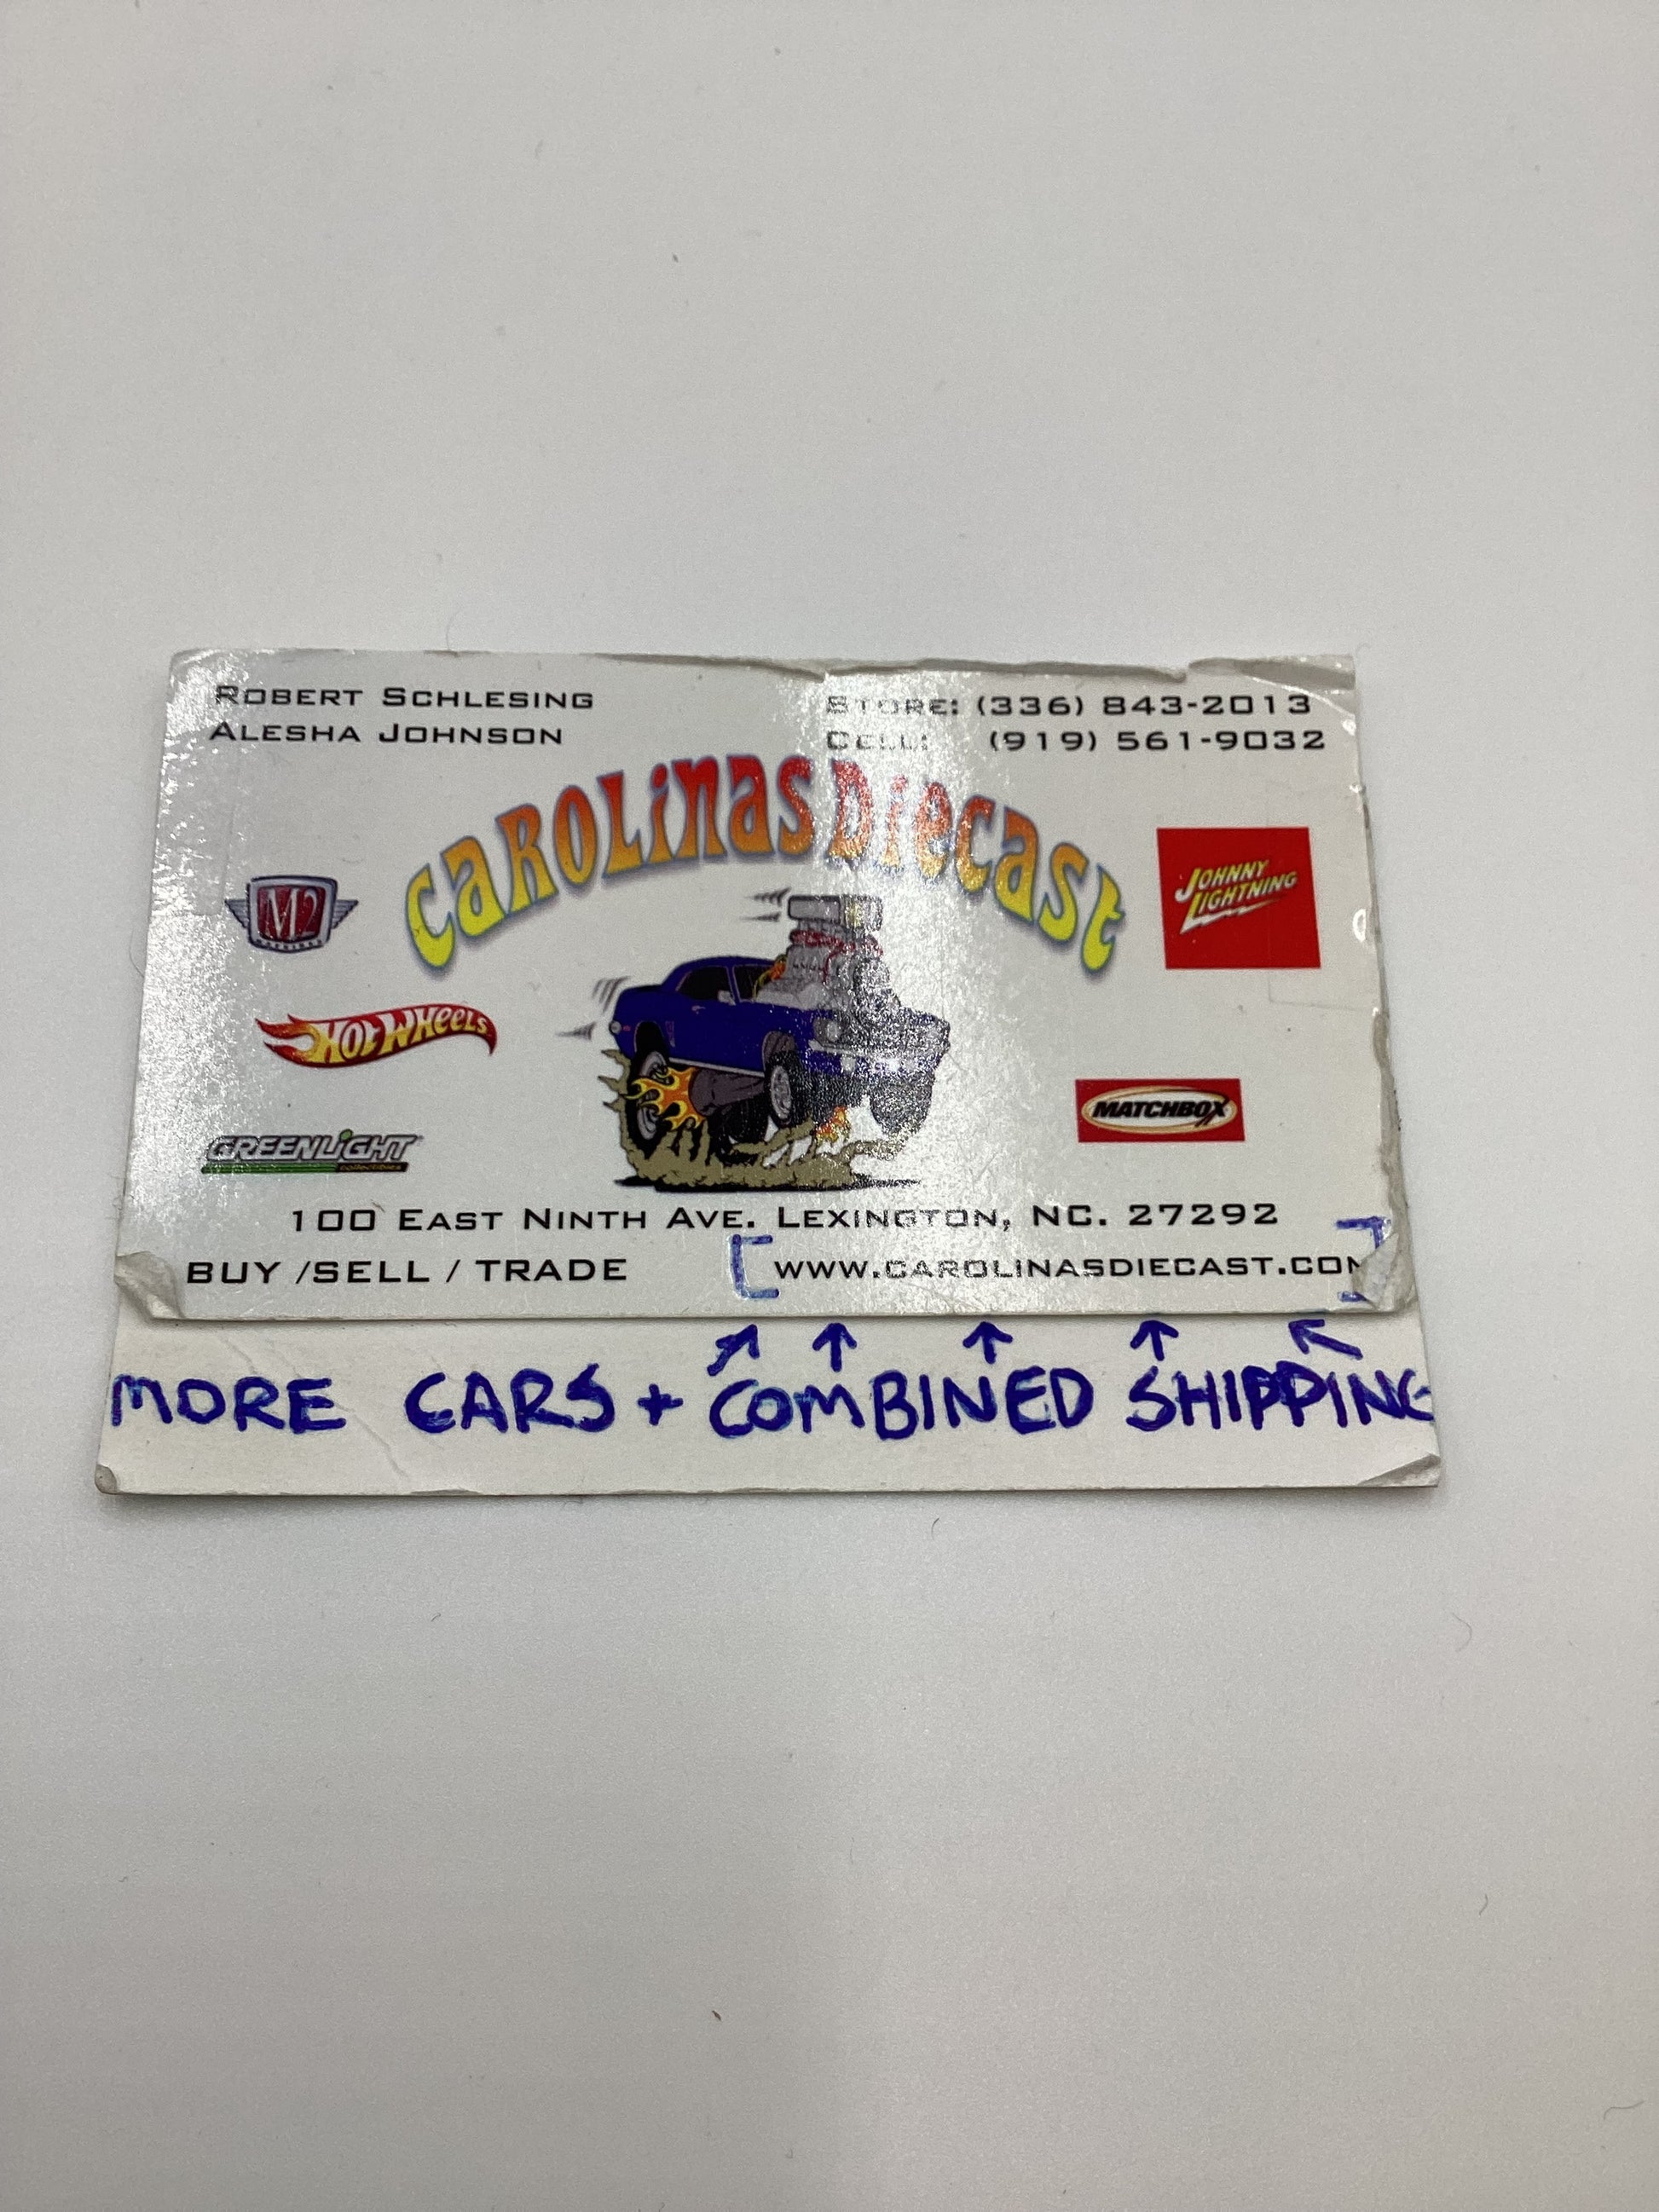 ROBERT SCHLESING
ALESHA JOHNSON
STORE: (336) 843-2013
CELL: (919) 561-9032
CAROLINAS DIECAST
M2
MACHINES
JOHNNY
LIGHTNING
HOT WHEELS
MATCHBOX
GREENLIGHT
collectibles
100 EAST NINTH AVE. LEXINGTON, NC. 27292
BUY /SELL / TRADE
[WWW.CAROLINASDIECAST.COM]
MORE CARS + COMBINED SHIPPING